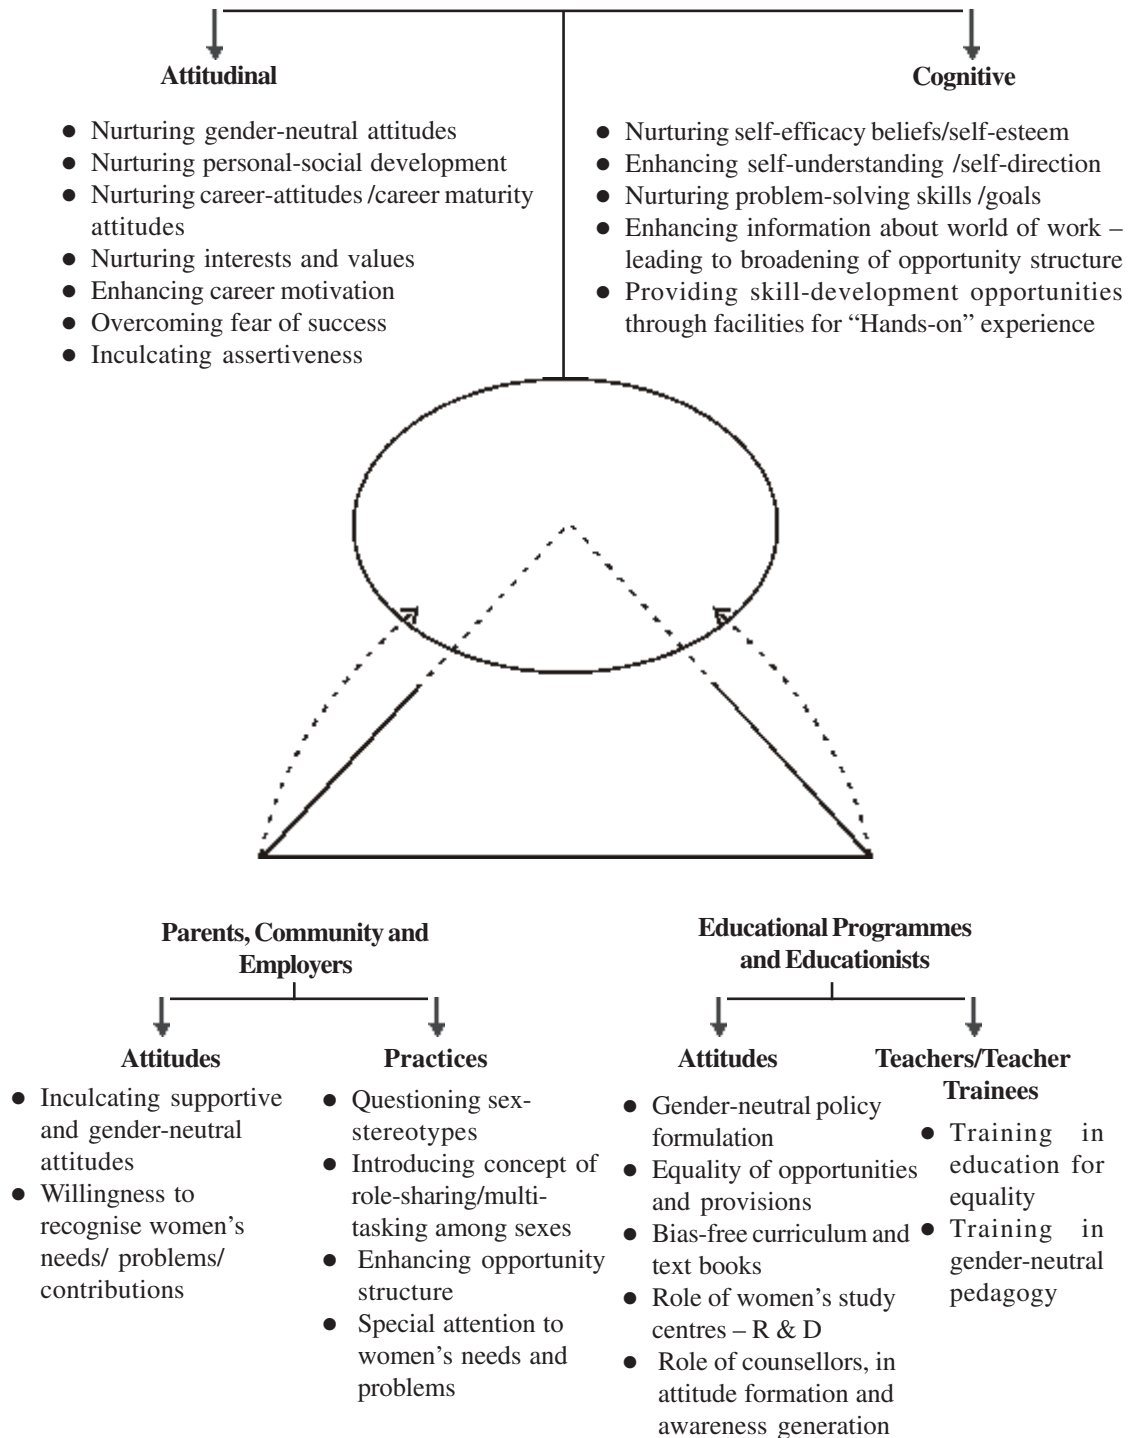 Attitudinal
● Nurturing gender-neutral attitudes
● Nurturing personal-social development
● Nurturing career-attitudes /career maturity
attitudes
● Nurturing interests and values
● Enhancing career motivation
● Overcoming fear of success
● Inculcating assertiveness
Cognitive
● Nurturing self-efficacy beliefs/self-esteem
● Enhancing self-understanding /self-direction
● Nurturing problem-solving skills /goals
● Enhancing information about world of work –
leading to broadening of opportunity structure
● Providing skill-development opportunities
through facilities for “Hands-on” experience
Parents, Community and
Employers
Attitudes
● Inculcating supportive
and gender-neutral
attitudes
● Willingness to
recognise women’s
needs/ problems/
contributions
Practices
● Questioning sex-
stereotypes
● Introducing concept of
role-sharing/multi-
tasking among sexes
● Enhancing opportunity
structure
● Special attention to
women’s needs and
problems
Educational Programmes
and Educationists
Attitudes
● Gender-neutral policy
formulation
● Equality of opportunities
and provisions
● Bias-free curriculum and
text books
● Role of women’s study
centres – R & D
● Role of counsellors, in
attitude formation and
awareness generation
Teachers/Teacher
Trainees
● Training in
education for
equality
● Training in
gender-neutral
pedagogy